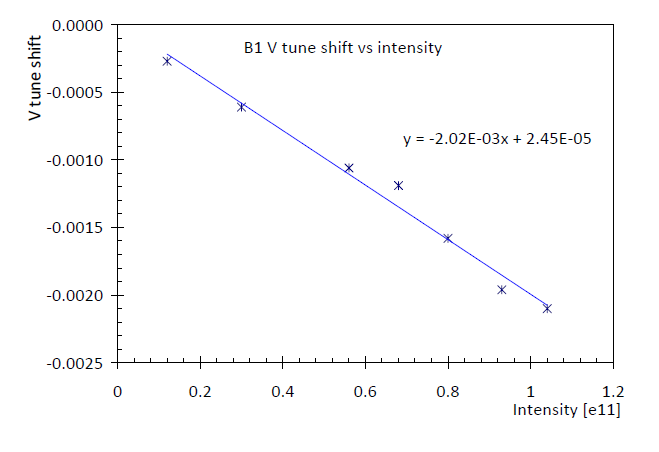 B1 V tune shift vs intensity
V tune shift
0.0000
-0.0005
-0.0010
-0.0015
-0.0020
-0.0025
y = -2.02E-03x + 2.45E-05
0 0.2 0.4 0.6 0.8 1 1.2
Intensity [e11]